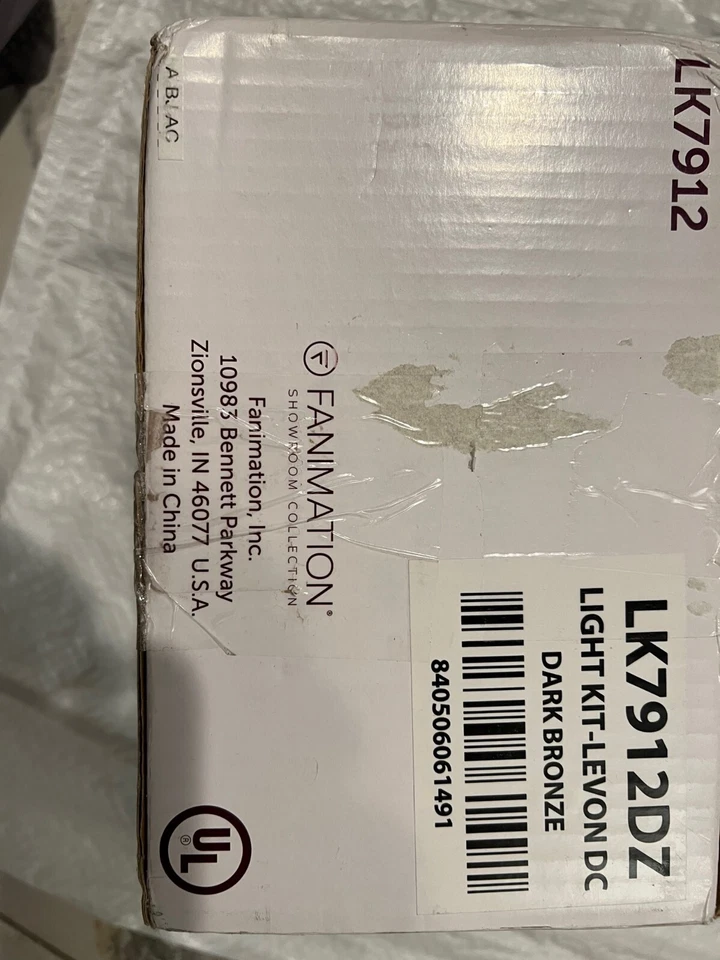 LK7912
LK7912DZ
LIGHT KIT-LEVON DC
DARK BRONZE
840506061491
FANIMATION®
SHOWROOM COLLECTION
Fanimation, Inc.
10983 Bennett Parkway
Zionsville, IN 46077 U.S.A.
Made in China
UL
®